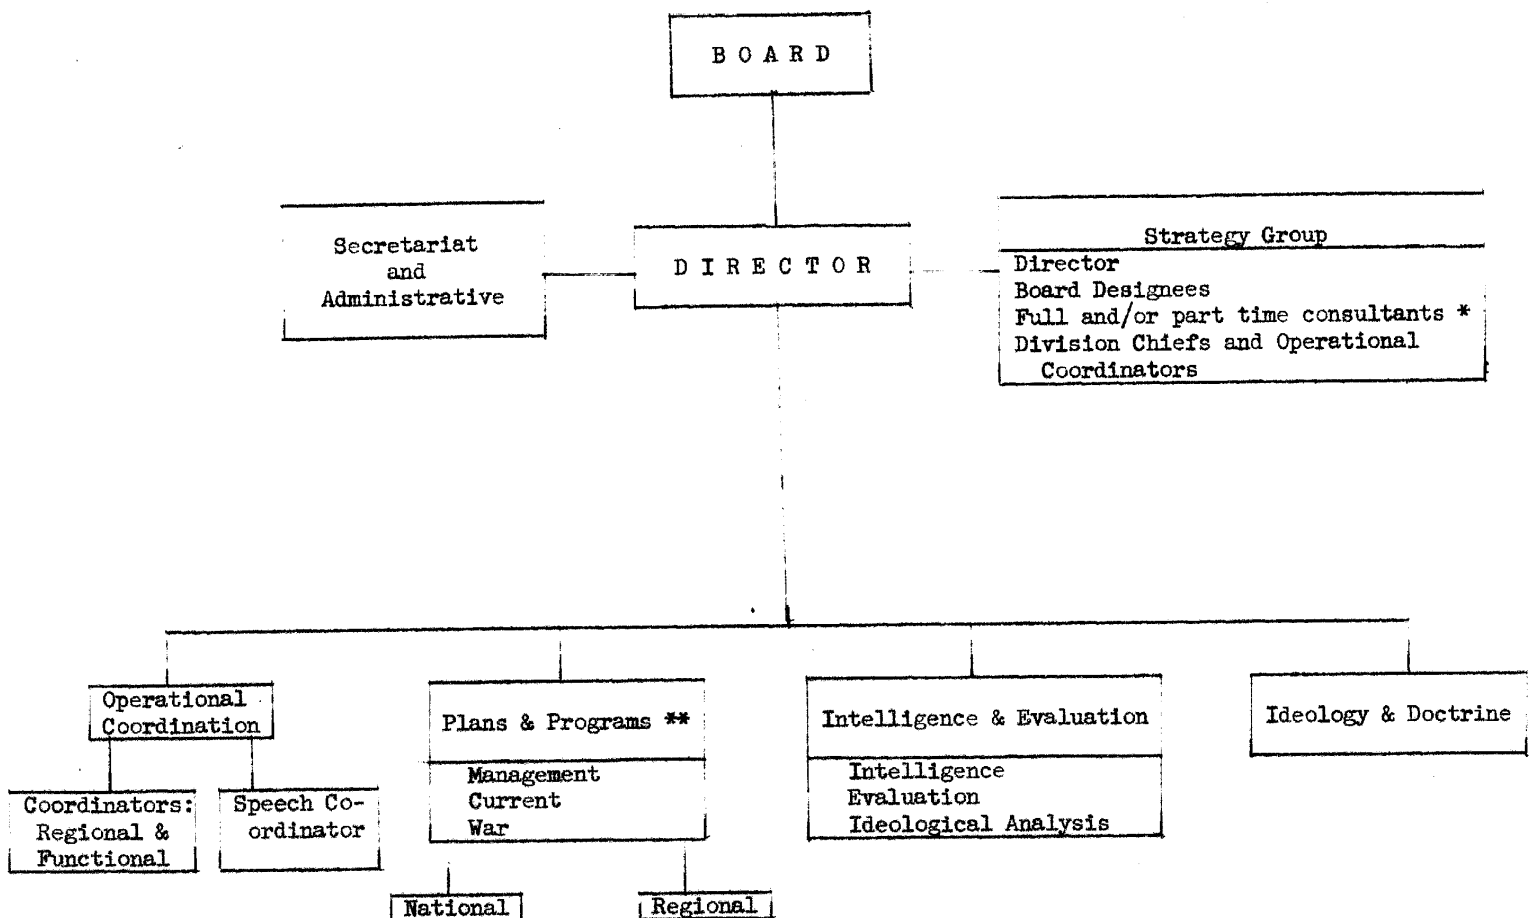 B O A R D
Secretariat
and
Administrative
D I R E C T O R
Strategy Group
Director
Board Designees
Full and/or part time consultants *
Division Chiefs and Operational
Coordinators
Operational
Coordination
Coordinators:
Regional &
Functional
Speech Co-
ordinator
Plans & Programs **
Management
Current
War
National
Regional
Intelligence & Evaluation
Intelligence
Evaluation
Ideological Analysis
Ideology & Doctrine